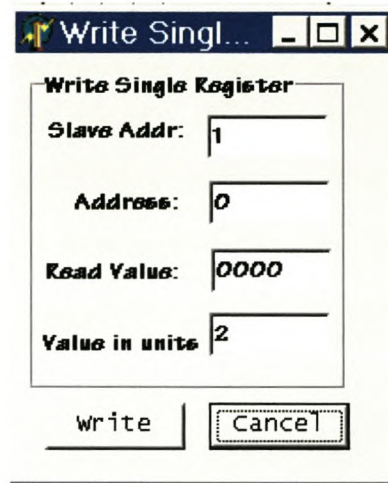 Write Singl...
Write Single Register
Slave Addr: 1
Address: 0
Read Value: 0000
Value in units 2
Write Cancel